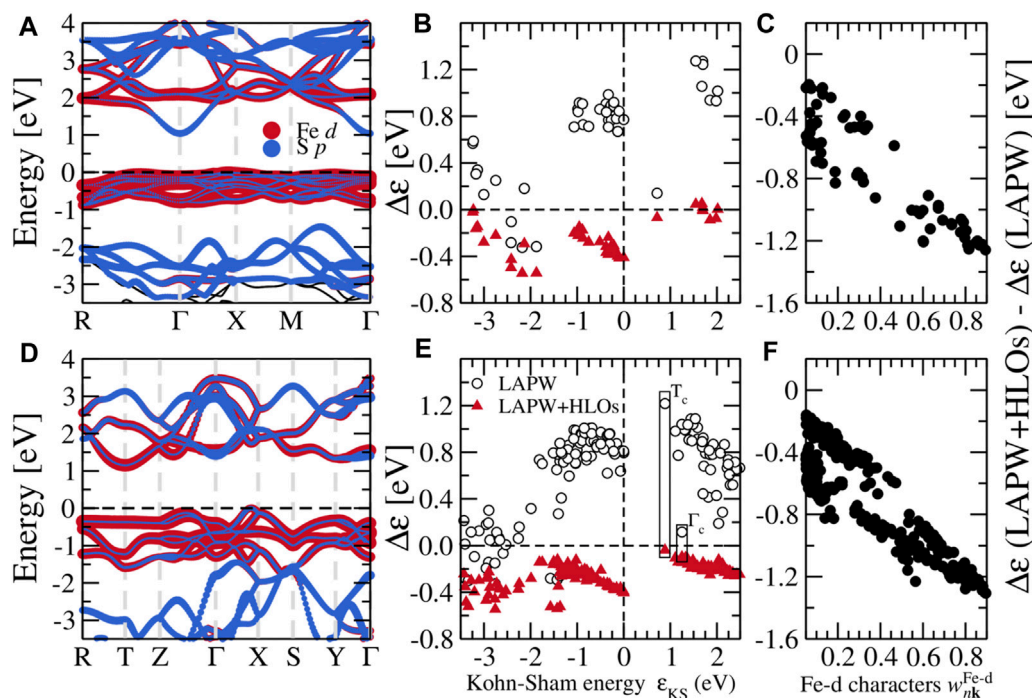 A
Energy [eV]
4
3
2
1
0
-1
-2
-3
Fe d
S p
R Γ X M Γ
B
Δε [eV]
1.2
0.8
0.4
0.0
-0.4
-0.8
-3 -2 -1 0 1 2
C
0
-0.4
-0.8
-1.2
-1.6
0.2 0.4 0.6 0.8
D
Energy [eV]
4
3
2
1
0
-1
-2
-3
R T Z Γ X S Y Γ
E
Δε [eV]
1.2
0.8
0.4
0.0
-0.4
-0.8
LAPW
LAPW+HLOs
Tc
Γc
-3 -2 -1 0 1 2
Kohn-Sham energy εKS (eV)
F
0
-0.4
-0.8
-1.2
-1.6
0.2 0.4 0.6 0.8
Fe-d characters wnk^Fe-d
Δε (LAPW+HLOs) - Δε (LAPW) [eV]